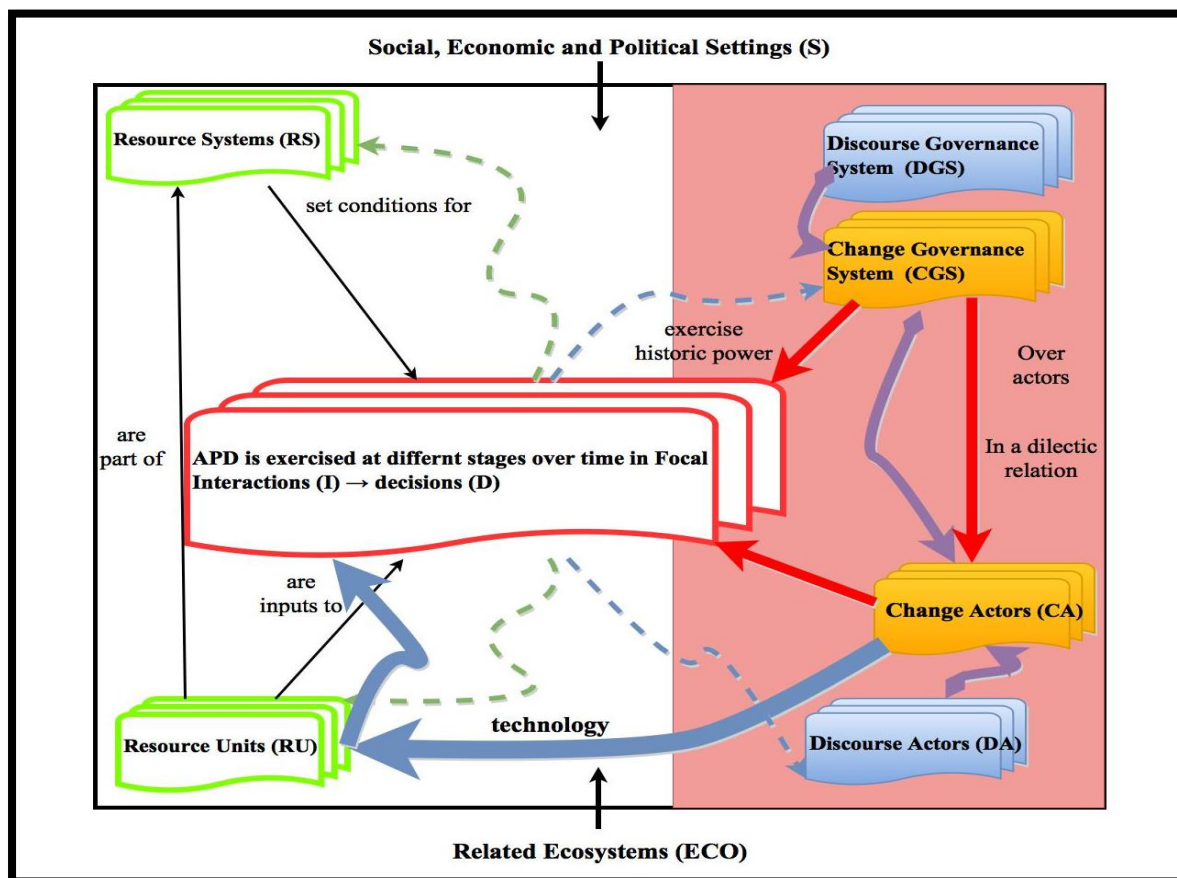 Social, Economic and Political Settings (S)
Resource Systems (RS)
Discourse Governance
System (DGS)
set conditions for
Change Governance
System (CGS)
exercise
historic power
Over
actors
are
part of
APD is exercised at differnt stages over time in Focal
Interactions (I) → decisions (D)
In a dilectic
relation
are
inputs to
Change Actors (CA)
technology
Resource Units (RU)
Discourse Actors (DA)
Related Ecosystems (ECO)